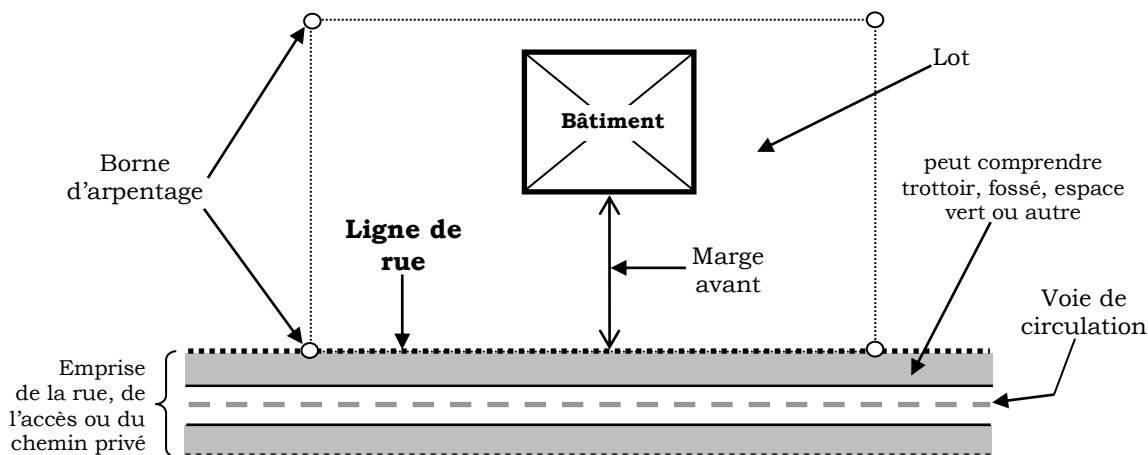 Lot
Bâtiment
Borne
d'arpentage
peut comprendre
trottoir, fossé, espace
vert ou autre
Ligne de
rue
Marge
avant
Voie de
circulation
Emprise
de la rue, de
l'accès ou du
chemin privé